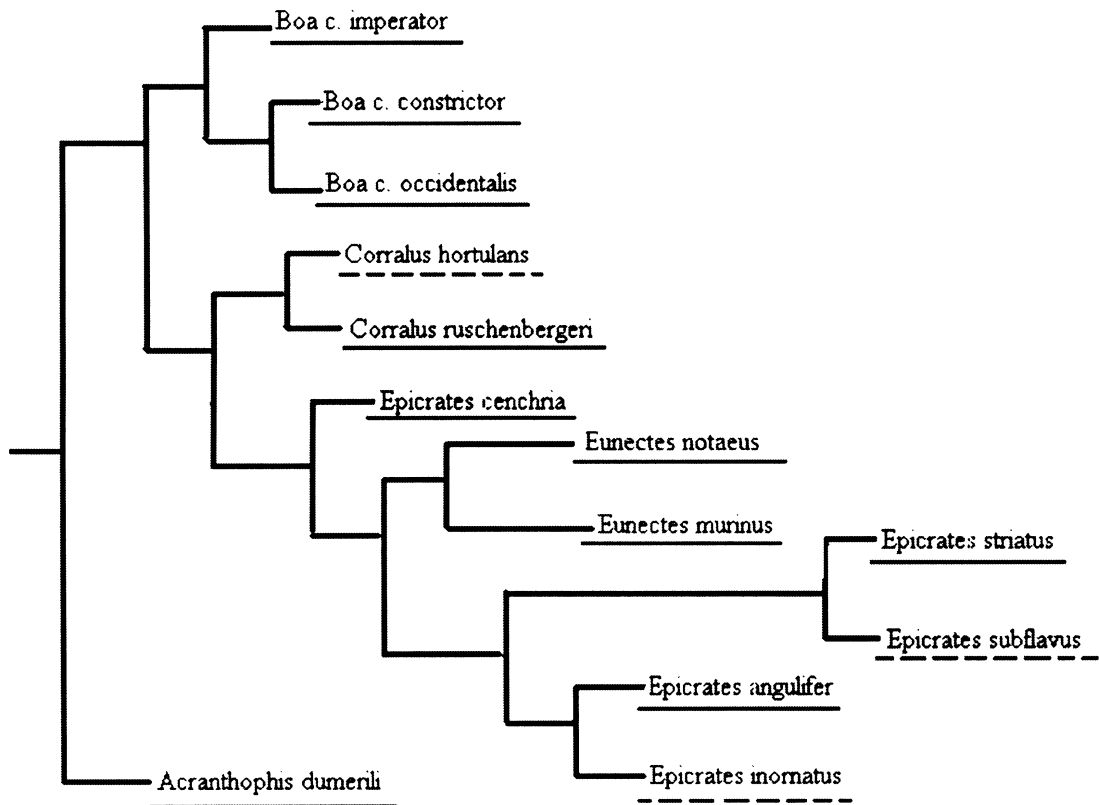 Boa c. imperator
Boa c. constrictor
Boa c. occidentalis
Corralus hortulans
Corralus ruschenbergeri
Epicrates cenchria
Eunectes notaeus
Eunectes murinus
Epicrates striatus
Epicrates subflavus
Epicrates angulifer
Epicrates inornatus
Acranthophis dumerili